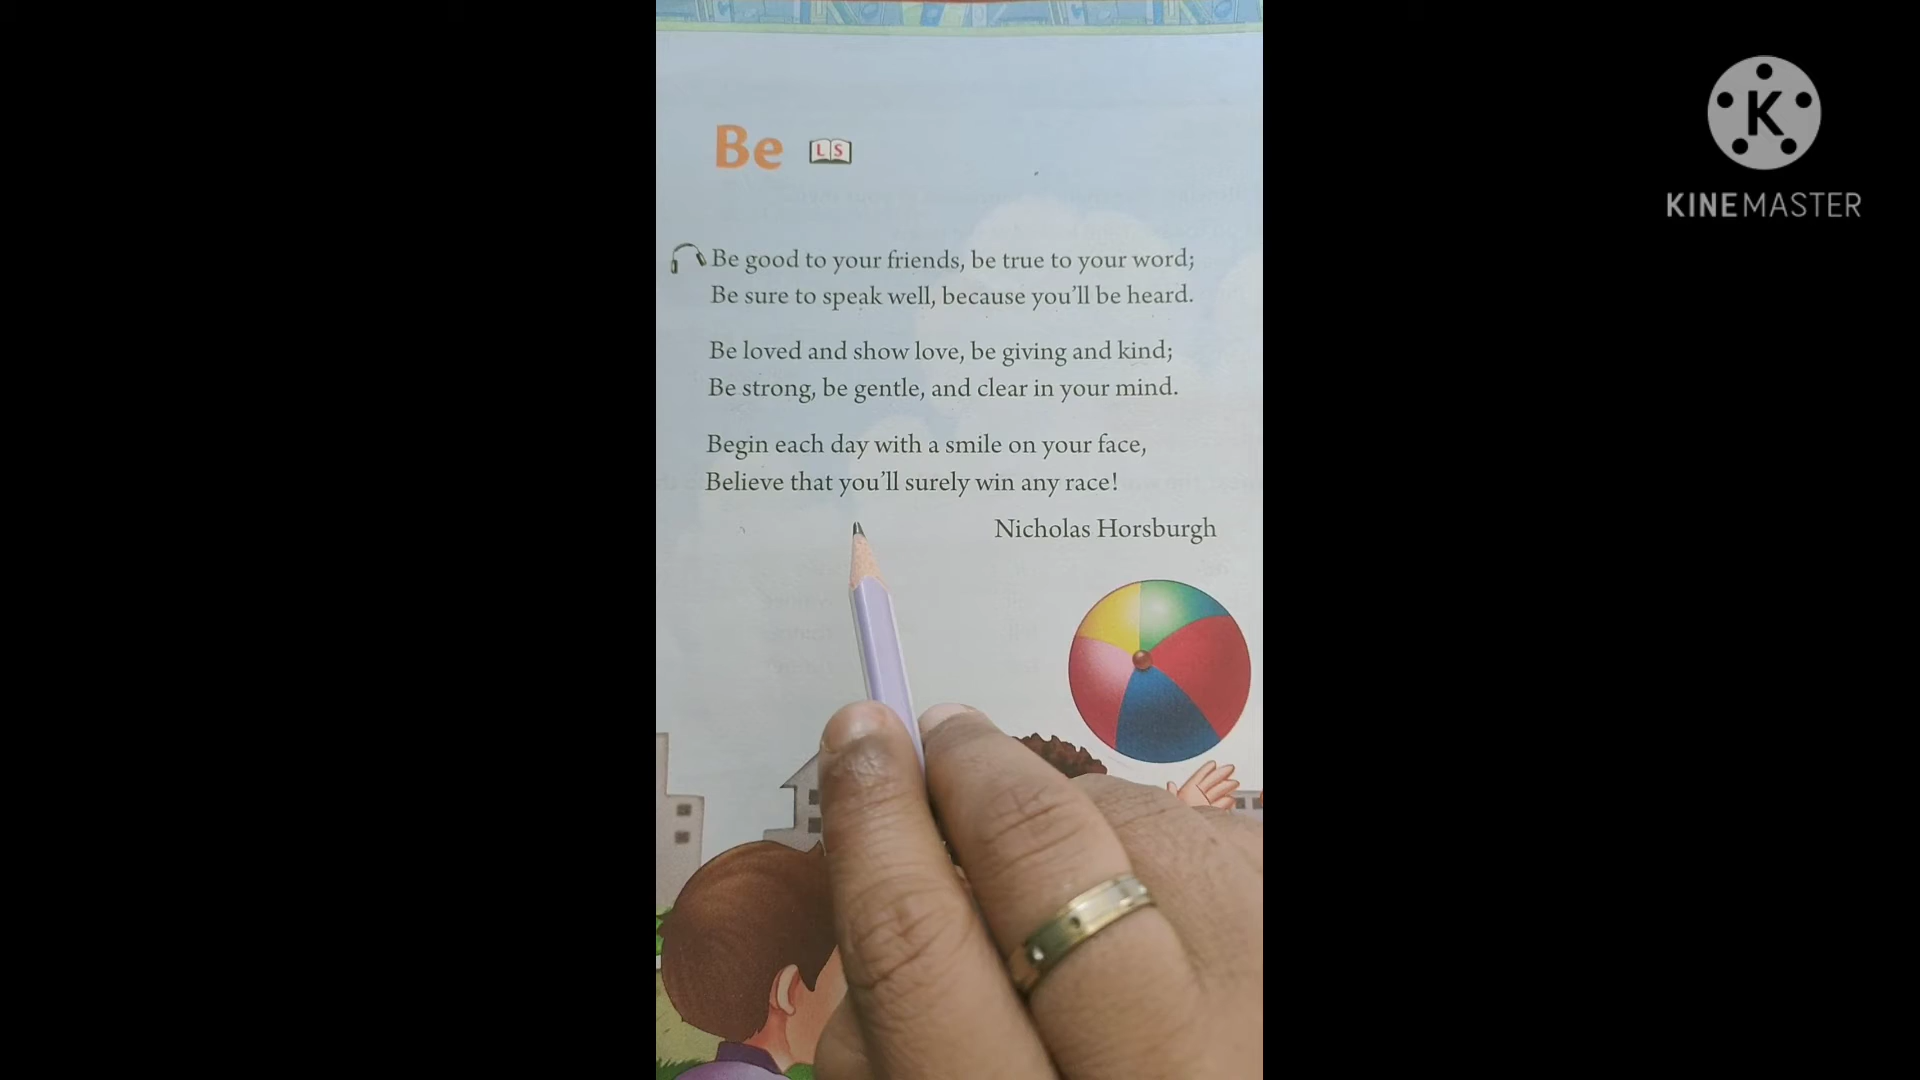 Be
L S
Be good to your friends, be true to your word;
Be sure to speak well, because you'll be heard.
Be loved and show love, be giving and kind;
Be strong, be gentle, and clear in your mind.
Begin each day with a smile on your face,
Believe that you'll surely win any race!
Nicholas Horsburgh
K
KINEMASTER